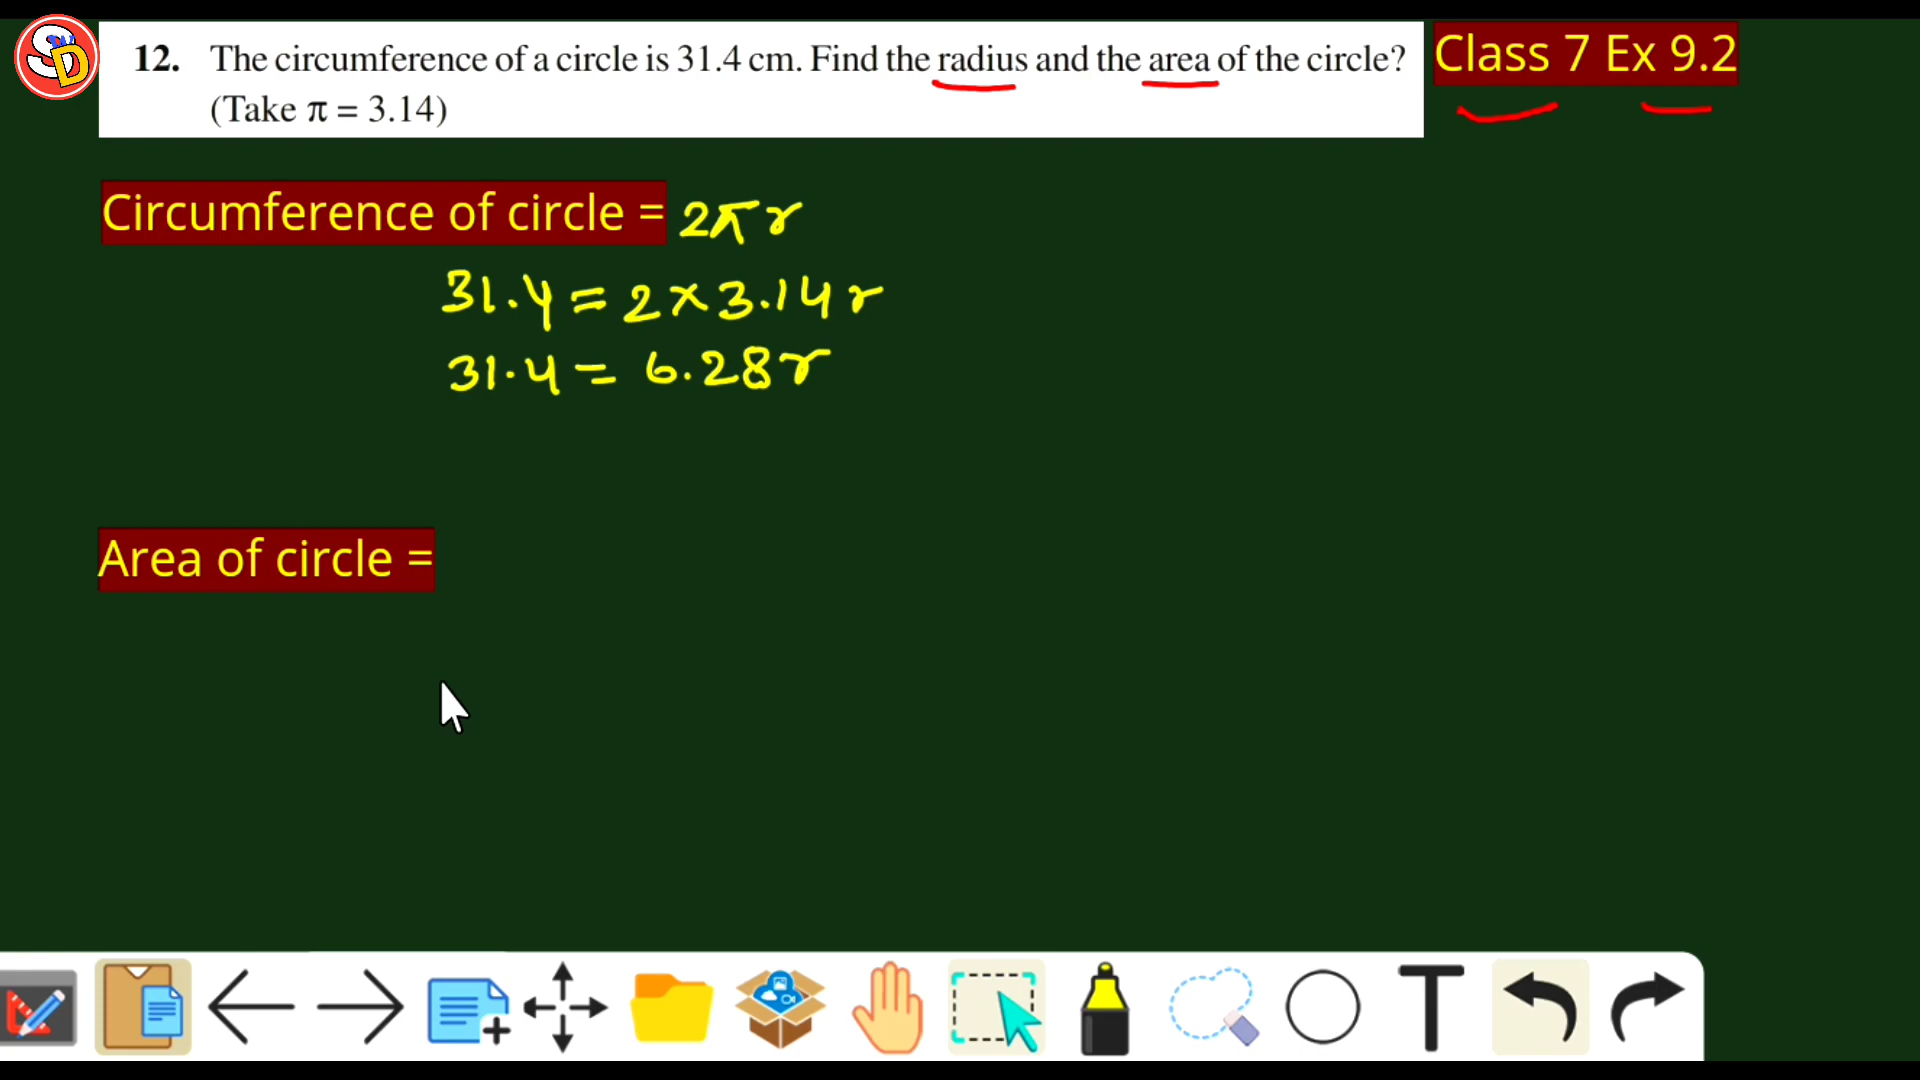 12. The circumference of a circle is 31.4 cm. Find the radius and the area of the circle?
(Take π = 3.14)
Class 7 Ex 9.2
Circumference of circle = 2πr
31.4 = 2 × 3.14 r
31.4 = 6.28 r
Area of circle =